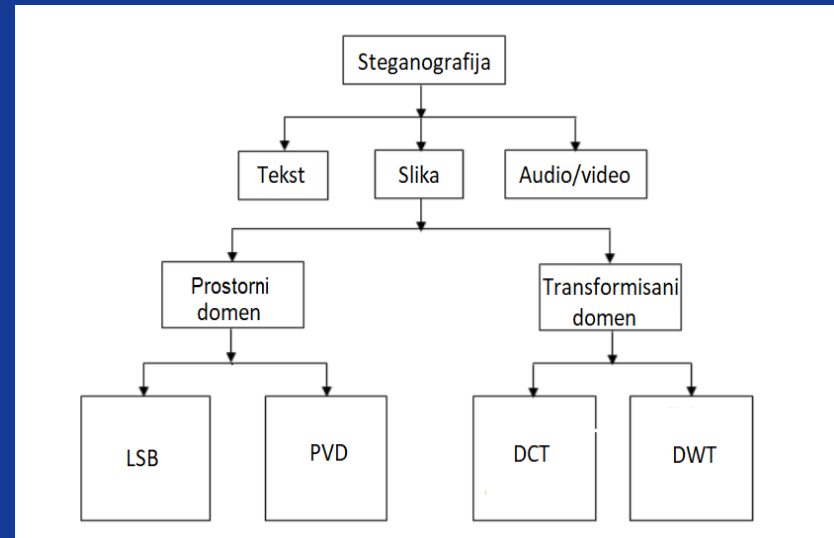 Steganografija
Tekst
Slika
Audio/video
Prostorni
domen
Transformisani
domen
LSB
PVD
DCT
DWT